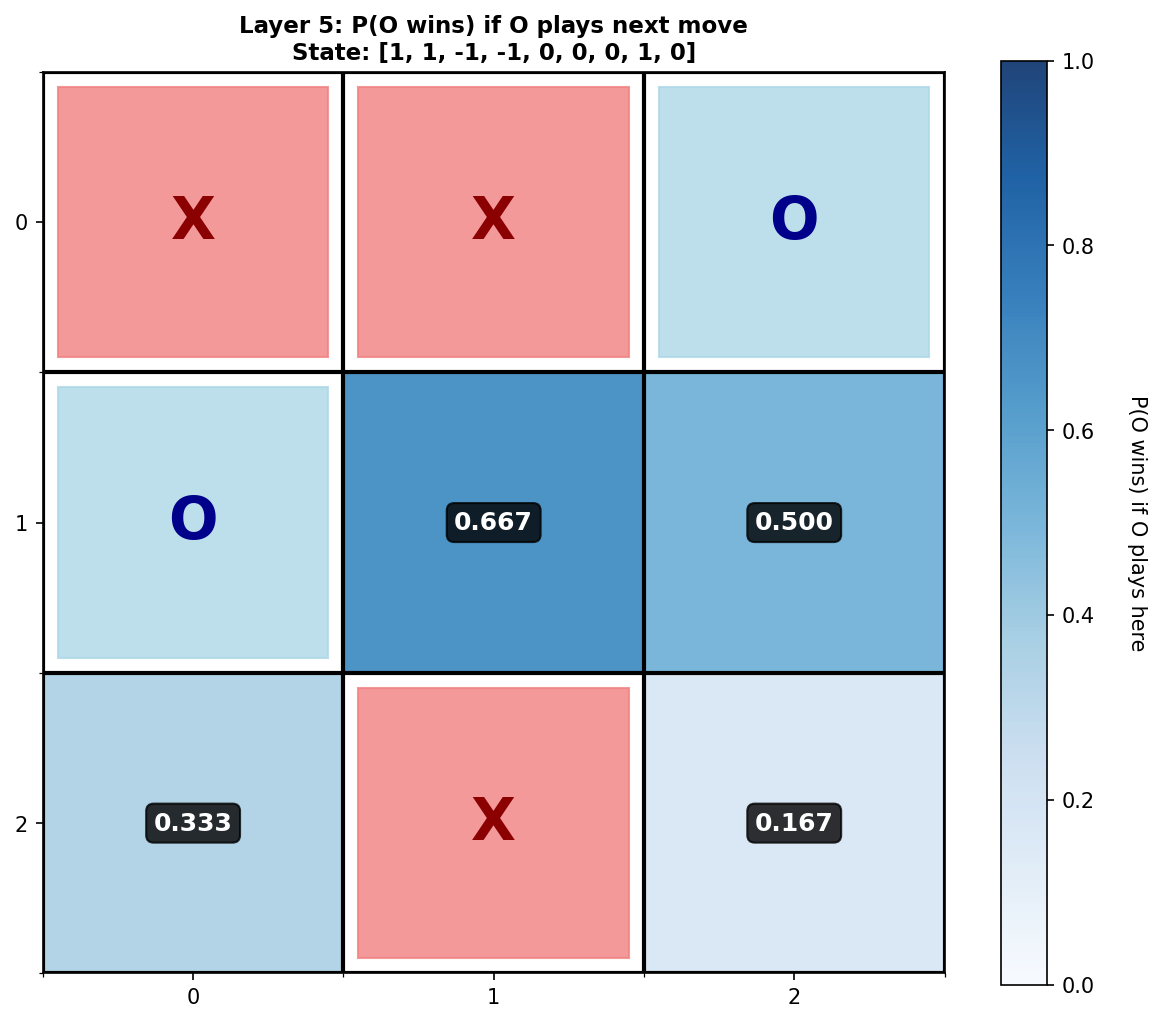 Layer 5: P(O wins) if O plays next move
State: [1, 1, -1, -1, 0, 0, 0, 1, 0]
0
X
X
O
1
O
0.667
0.500
2
0.333
X
0.167
0
1
2
1.0
0.8
0.6
0.4
0.2
0.0
P(O wins) if O plays here